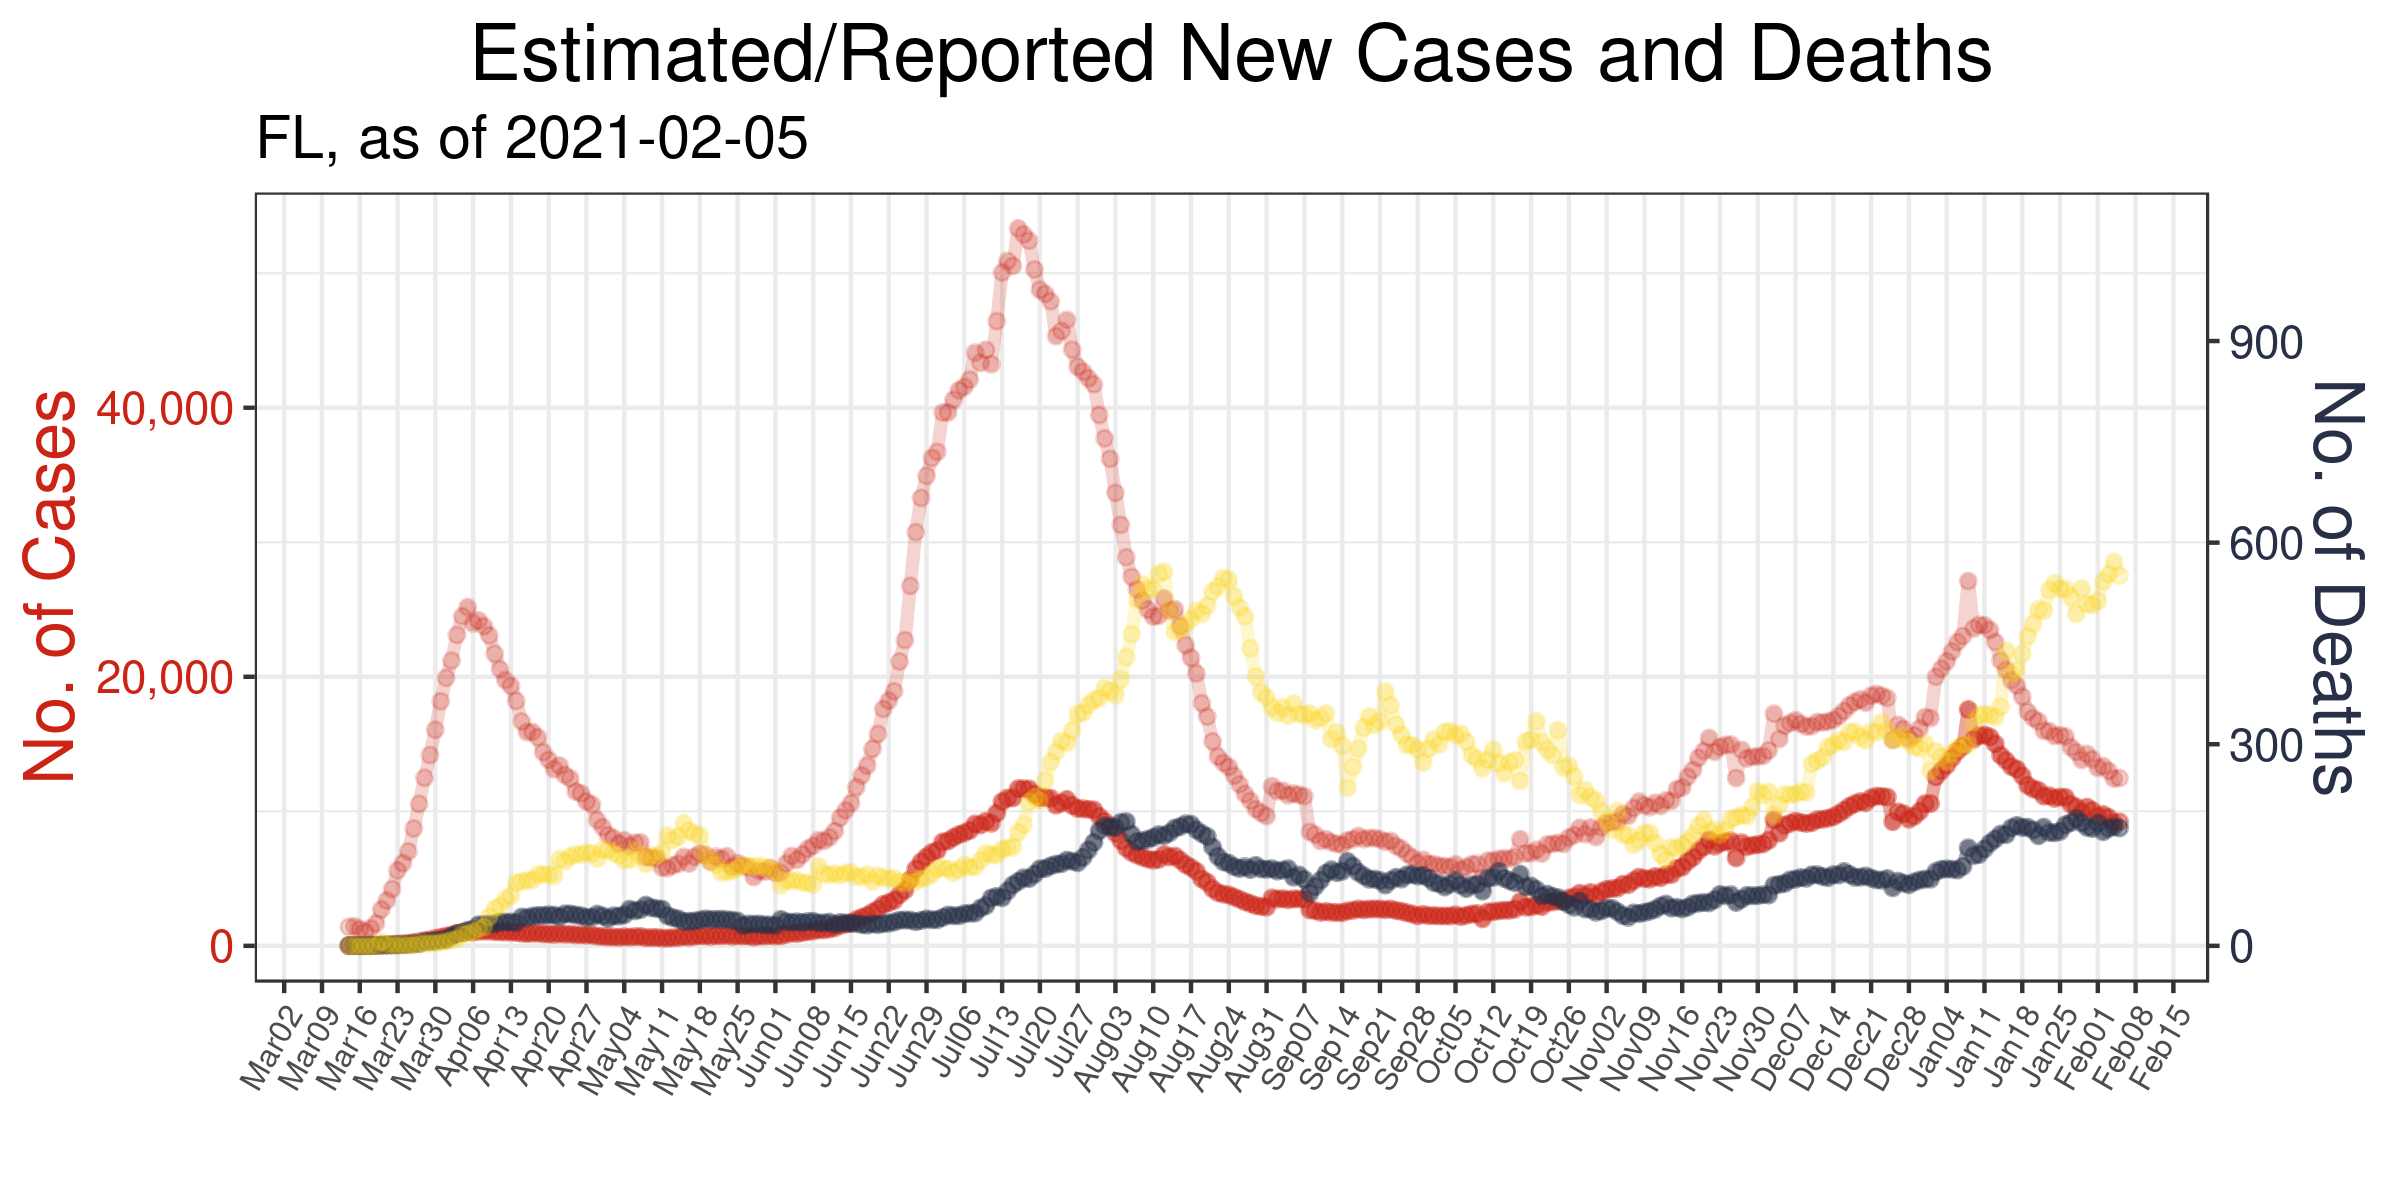 Estimated/Reported New Cases and Deaths
FL, as of 2021-02-05
No. of Cases
40,000
20,000
0
900
600
300
0
No. of Deaths
Mar02
Mar09
Mar16
Mar23
Mar30
Apr06
Apr13
Apr20
Apr27
May04
May11
May18
May25
Jun01
Jun08
Jun15
Jun22
Jun29
Jul06
Jul13
Jul20
Jul27
Aug03
Aug10
Aug17
Aug24
Aug31
Sep07
Sep14
Sep21
Sep28
Oct05
Oct12
Oct19
Oct26
Nov02
Nov09
Nov16
Nov23
Nov30
Dec07
Dec14
Dec21
Dec28
Jan04
Jan11
Jan18
Jan25
Feb01
Feb08
Feb15